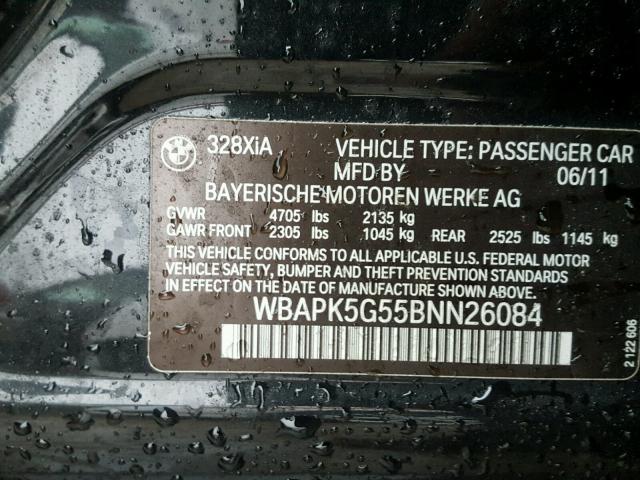 BMW 328XiA VEHICLE TYPE: PASSENGER CAR
MFD BY 06/11
BAYERISCHE MOTOREN WERKE AG
GVWR 4705 lbs 2135 kg
GAWR FRONT 2305 lbs 1045 kg REAR 2525 lbs 1145 kg
THIS VEHICLE CONFORMS TO ALL APPLICABLE U.S. FEDERAL MOTOR
VEHICLE SAFETY, BUMPER AND THEFT PREVENTION STANDARDS
IN EFFECT ON THE DATE OF MANUFACTURE SHOWN ABOVE.
WBAPK5G55BNN26084
2 122 606